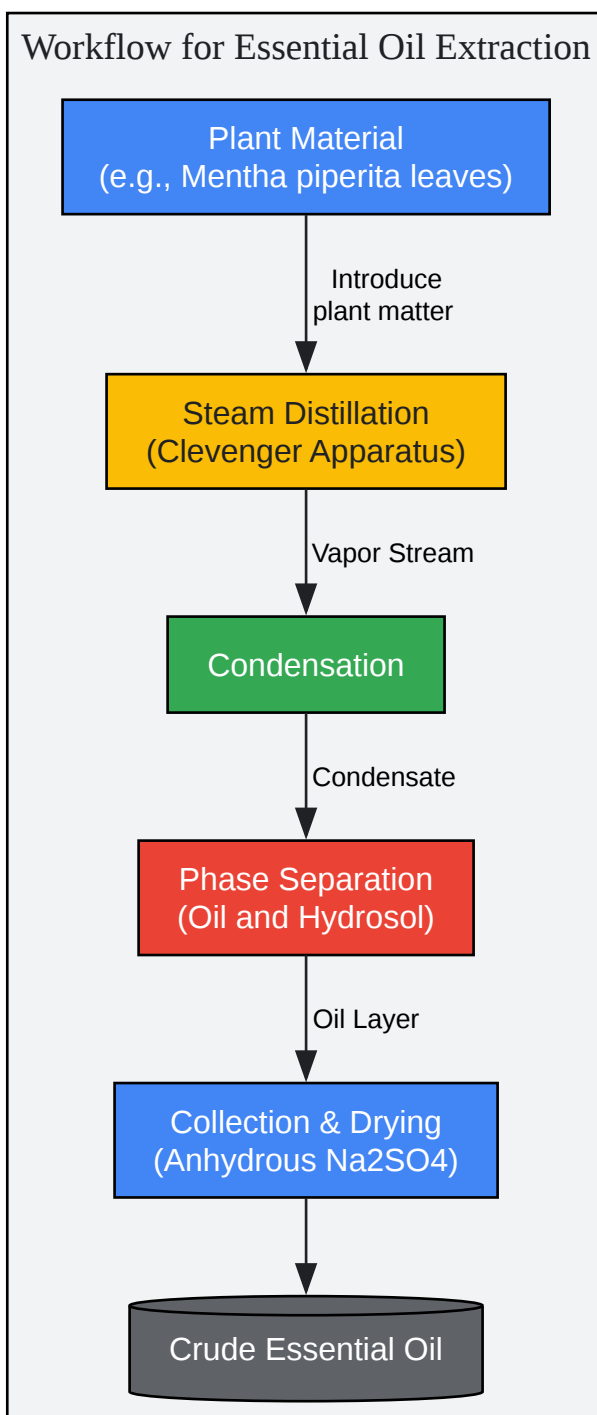 Workflow for Essential Oil Extraction
Plant Material
(e.g., Mentha piperita leaves)
Introduce
plant matter
Steam Distillation
(Clevenger Apparatus)
Vapor Stream
Condensation
Condensate
Phase Separation
(Oil and Hydrosol)
Oil Layer
Collection & Drying
(Anhydrous Na2SO4)
Crude Essential Oil